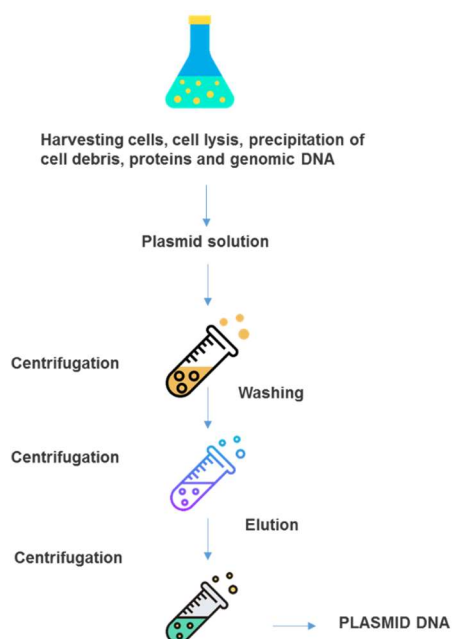 Harvesting cells, cell lysis, precipitation of
cell debris, proteins and genomic DNA
Plasmid solution
Centrifugation
Washing
Centrifugation
Elution
Centrifugation
PLASMID DNA